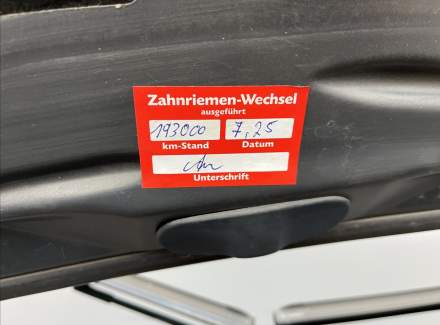 Zahnriemen-Wechsel
ausgeführt
193000 7,25
km-Stand Datum
Unterschrift